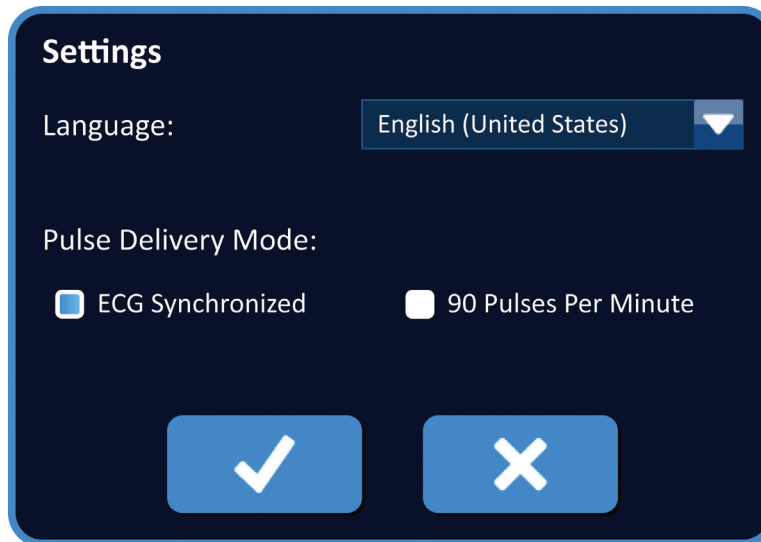 Settings
Language: English (United States)
Pulse Delivery Mode:
ECG Synchronized 90 Pulses Per Minute